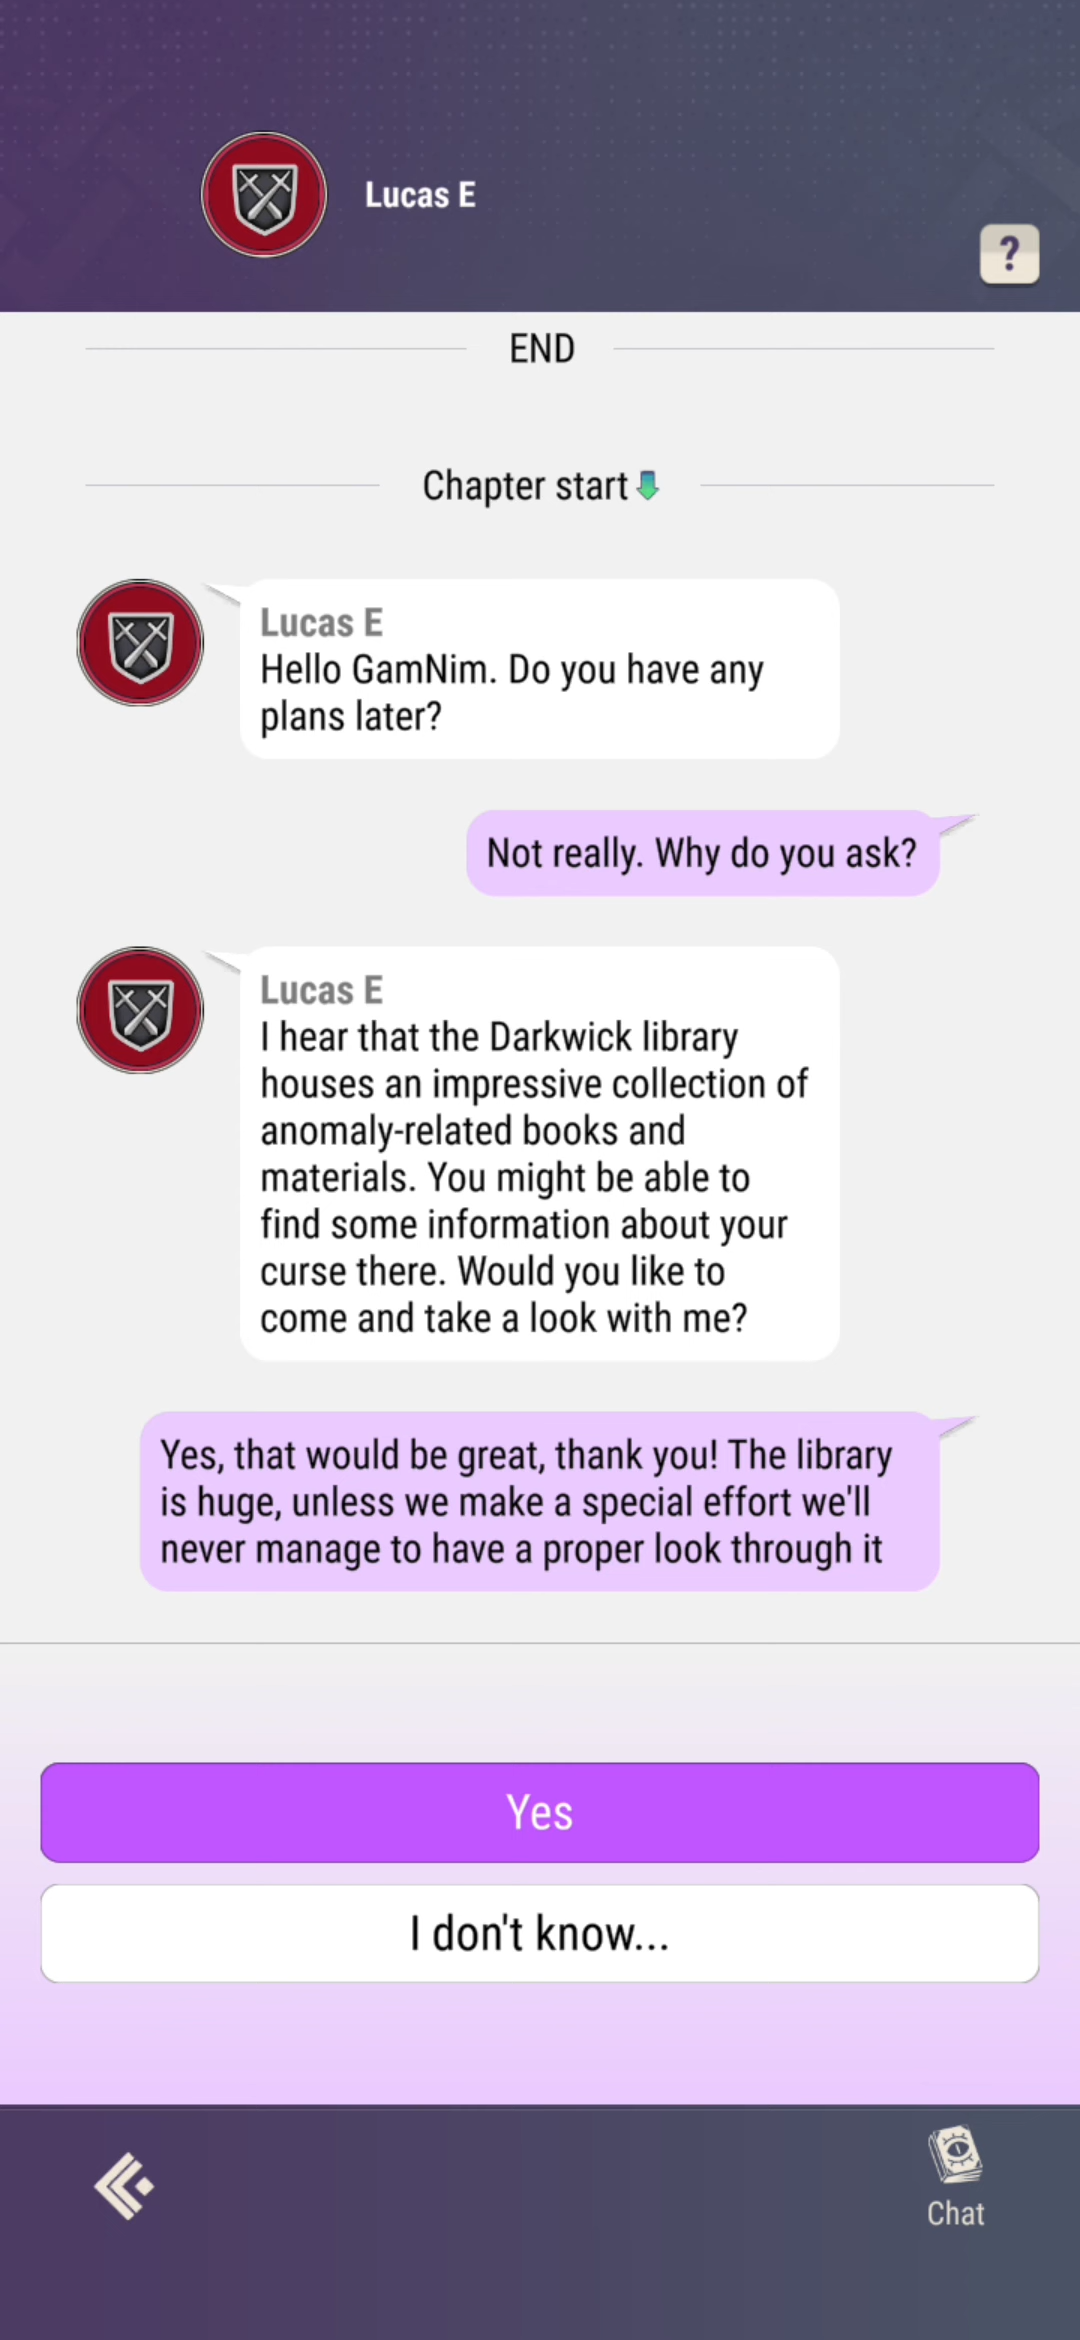 Lucas E
?
END
Chapter start
Lucas E
Hello GamNim. Do you have any
plans later?
Not really. Why do you ask?
Lucas E
I hear that the Darkwick library
houses an impressive collection of
anomaly-related books and
materials. You might be able to
find some information about your
curse there. Would you like to
come and take a look with me?
Yes, that would be great, thank you! The library
is huge, unless we make a special effort we'll
never manage to have a proper look through it
Yes
I don't know...
Chat